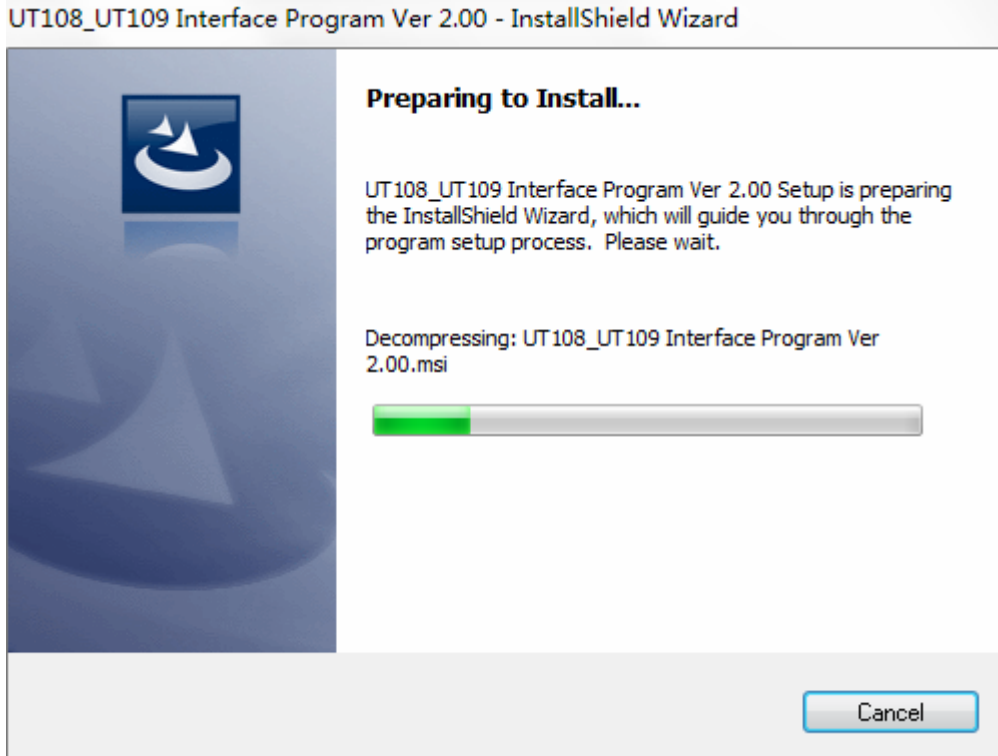 UT108_UT109 Interface Program Ver 2.00 - InstallShield Wizard
Preparing to Install...
UT108_UT109 Interface Program Ver 2.00 Setup is preparing
the InstallShield Wizard, which will guide you through the
program setup process.  Please wait.
Decompressing: UT108_UT109 Interface Program Ver
2.00.msi
Cancel